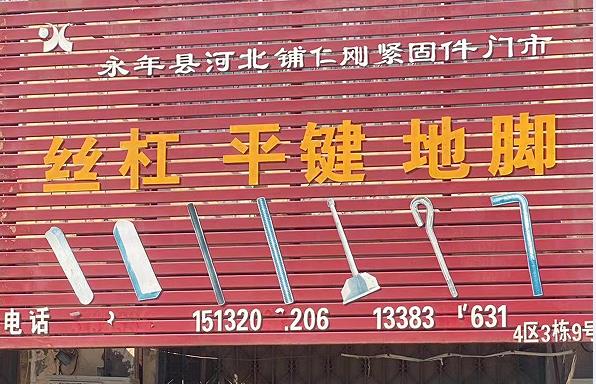 永年县河北铺仁刚紧固件门市
丝杠 平键 地脚
电话 151320 206 13383 631
4区3栋9号